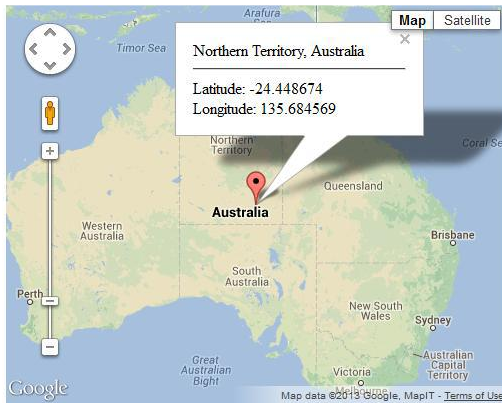 Arafura
Sea
Map
Satellite
Timor Sea
Northern Territory, Australia
Latitude: -24.448674
Longitude: 135.684569
Northern
Territory
Coral Sea
Queensland
Australia
Western
Australia
Brisbane
South
Australia
Perth
New South
Wales
Sydney
Great
Australian
Bight
Australian
Capital
Territory
Victoria
Melbourne
Google
Map data ©2013 Google, MapIT - Terms of Use